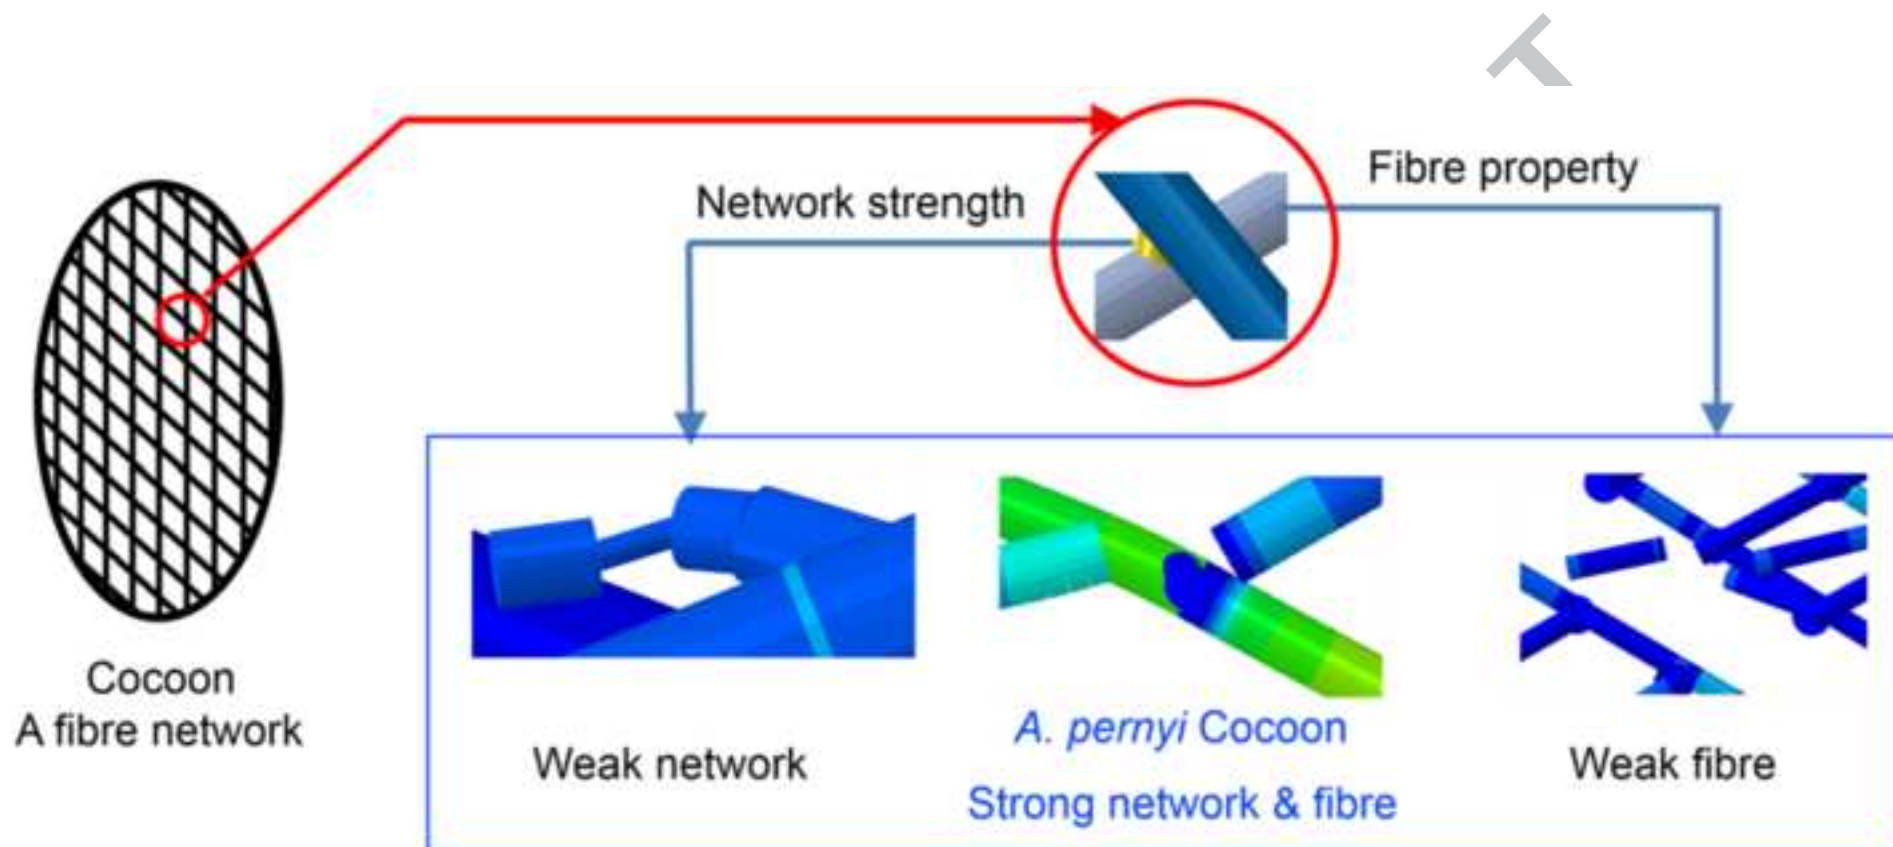 Fibre property
Network strength
Cocoon
A fibre network
Weak network
A. pernyi Cocoon
Strong network & fibre
Weak fibre